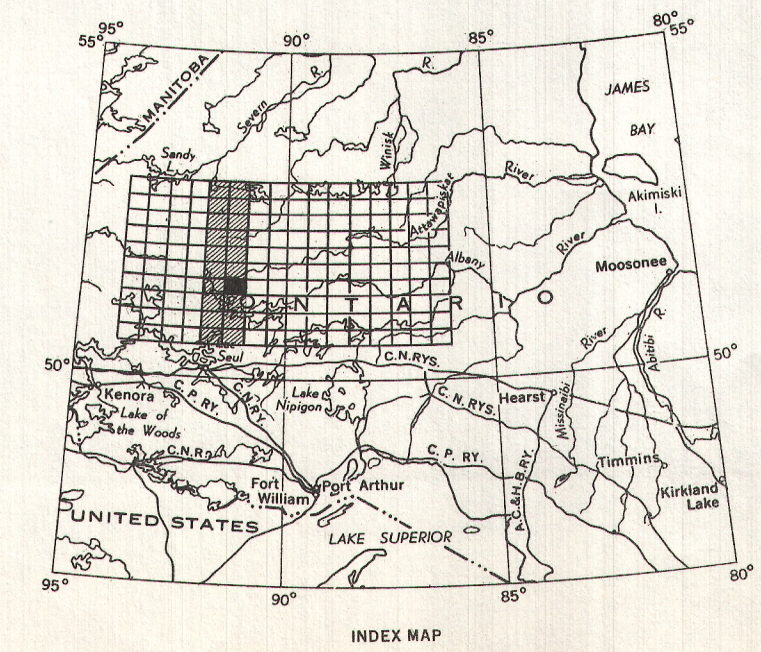 95°
55°
90°
85°
80°
55°
MANITOBA
Severn
R.
R.
JAMES
BAY
Sandy
L.
Winisk
River
Attawapiskat
Akimiski
I.
River
Albany
Moosonee
ONTARIO
R.
River
Abitibi
Seul
C.N.RYS.
50°
50°
Kenora
C. P. RY.
C.N.RY.
Lake
Nipigon
C. N. RYS.
Hearst
Missinaibi
Lake of
the Woods
C.N.R.
C. P. RY.
A.C.&H.B.RY.
Timmins
Fort
William
Port Arthur
Kirkland
Lake
UNITED STATES
LAKE SUPERIOR
95°
90°
85°
80°
INDEX MAP